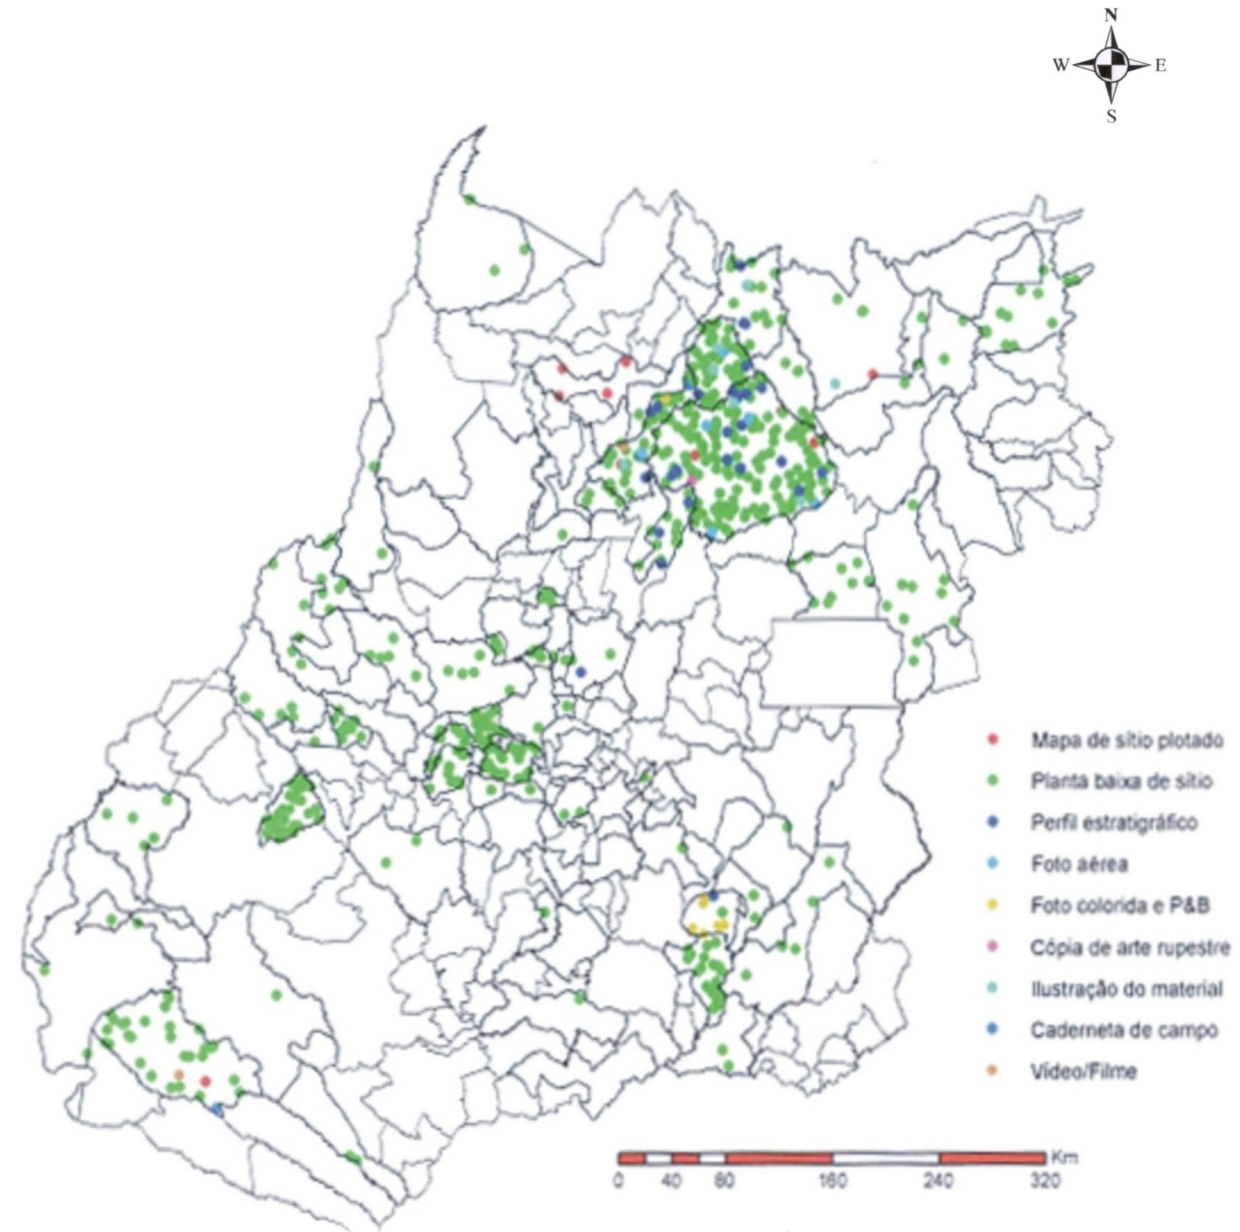 N
W E
S
Mapa de sítio plotado
Planta baixa de sítio
Perfil estratigráfico
Foto aérea
Foto colorida e P&B
Cópia de arte rupestre
Ilustração do material
Caderneta de campo
Vídeo/Filme
Km
0 40 80 160 240 320